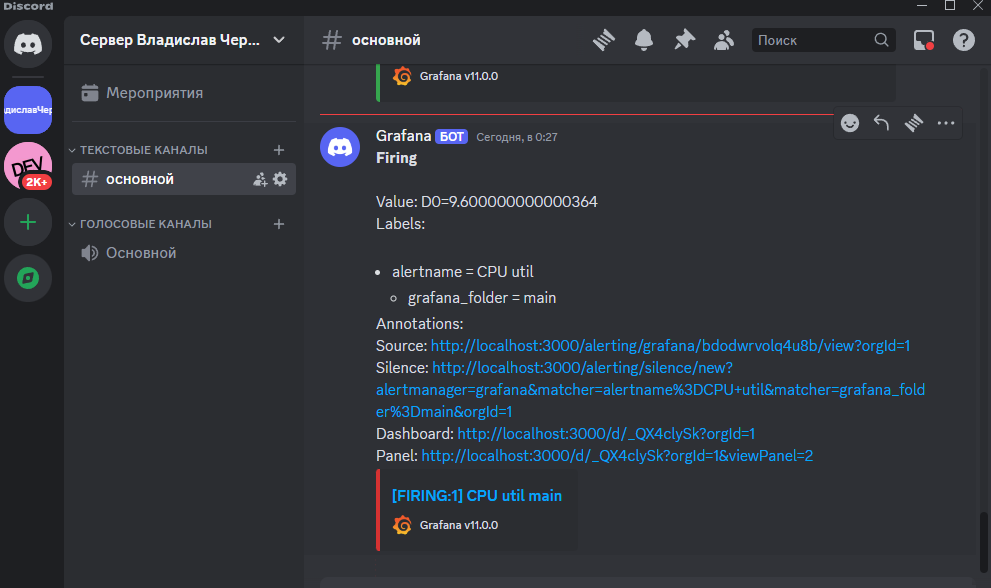 Discord
Сервер Владислав Чер...
основной
Поиск
Мероприятия
ТЕКСТОВЫЕ КАНАЛЫ
основной
ГОЛОСОВЫЕ КАНАЛЫ
Основной
диславЧер
DEV
2K+
Grafana v11.0.0
Grafana БОТ Сегодня, в 0:27
Firing
Value: D0=9.600000000000364
Labels:
• alertname = CPU util
◦ grafana_folder = main
Annotations:
Source: http://localhost:3000/alerting/grafana/bdodwrvolq4u8b/view?orgId=1
Silence: http://localhost:3000/alerting/silence/new?
alertmanager=grafana&matcher=alertname%3DCPU+util&matcher=grafana_fold
er%3Dmain&orgId=1
Dashboard: http://localhost:3000/d/_QX4clySk?orgId=1
Panel: http://localhost:3000/d/_QX4clySk?orgId=1&viewPanel=2
[FIRING:1] CPU util main
Grafana v11.0.0